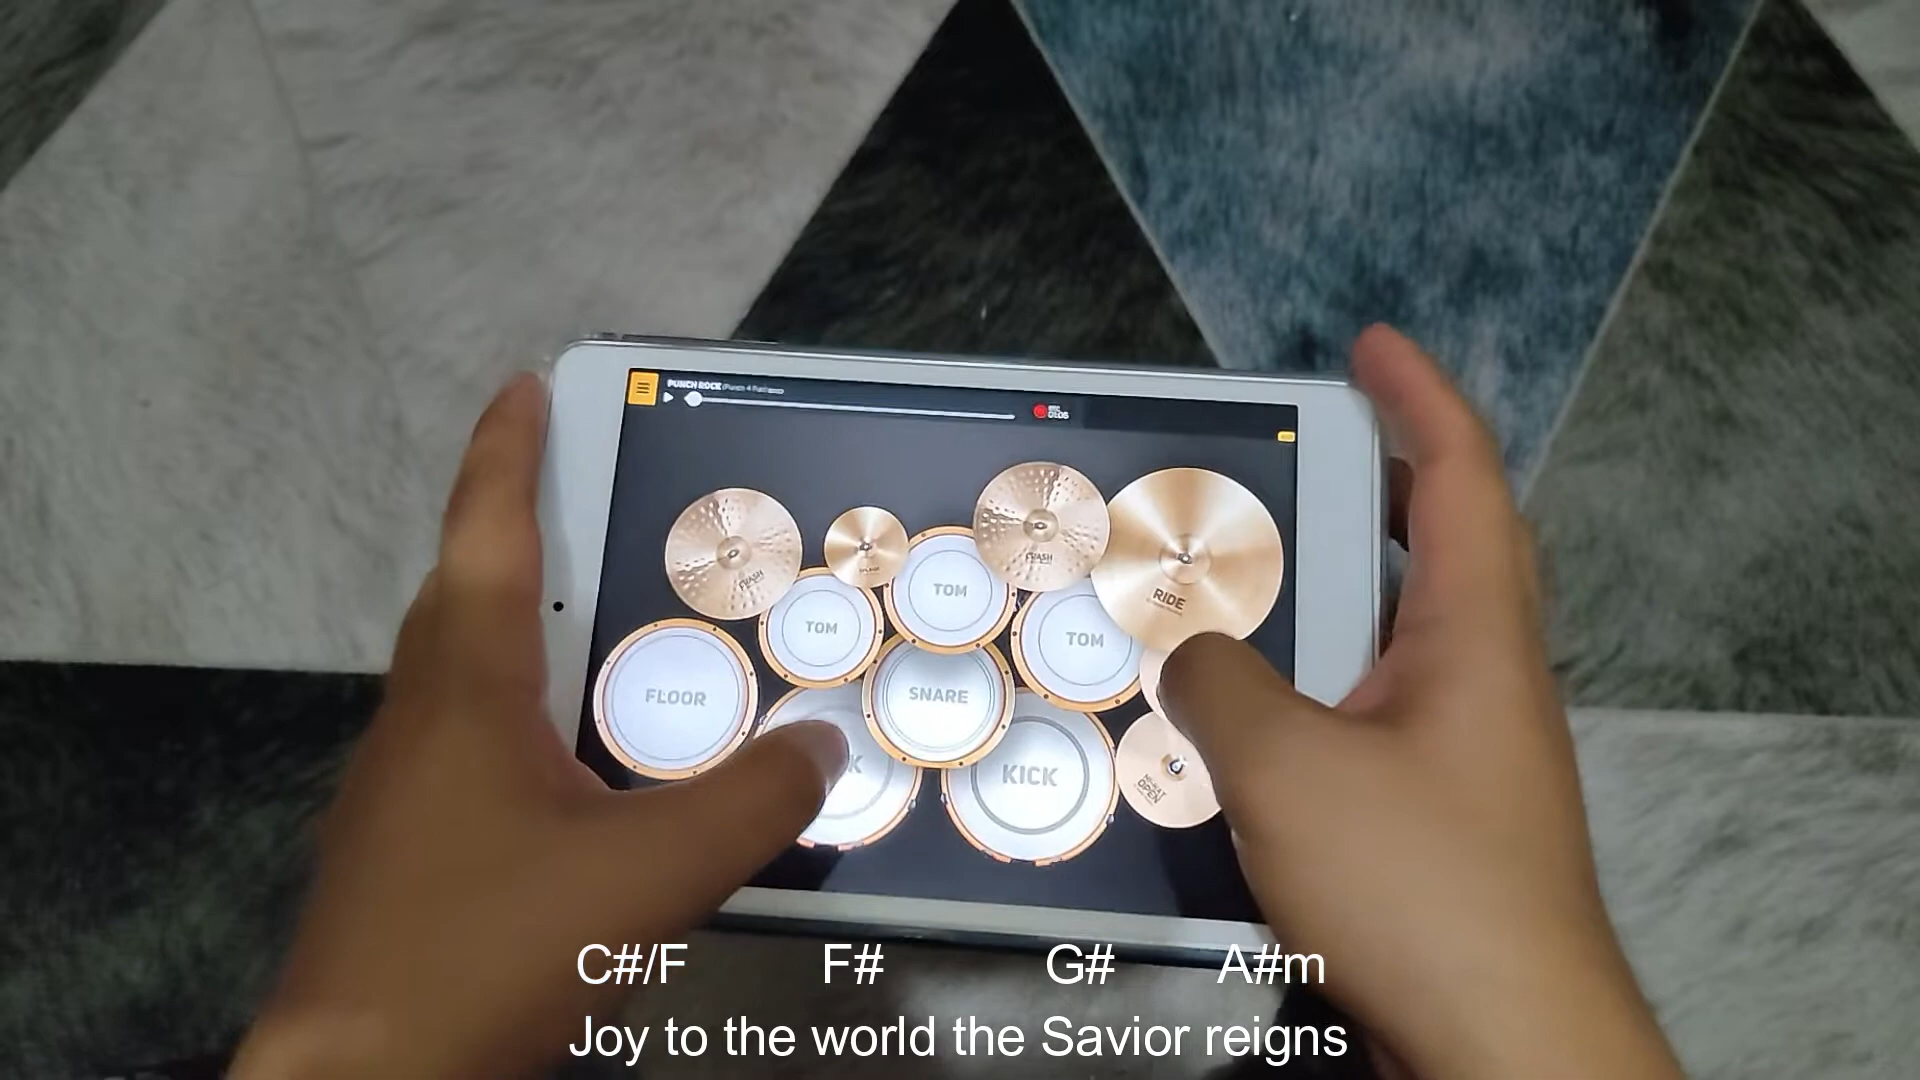 PUNCH ROCK
CRASH
CRASH
RIDE
TOM
TOM
TOM
FLOOR
SNARE
KICK
OPEN
C#/F F# G# A#m
Joy to the world the Savior reigns